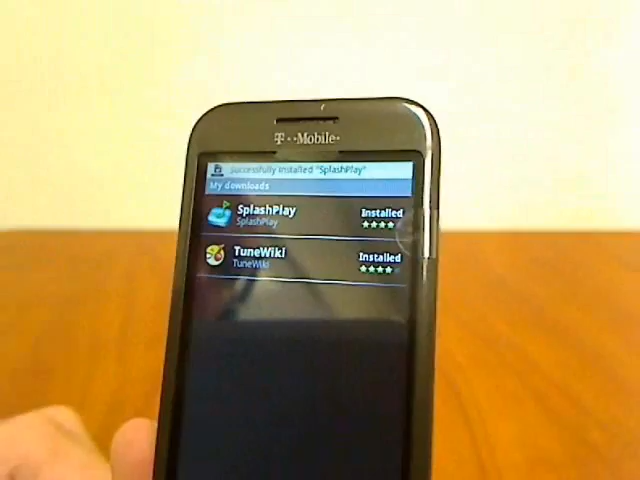 T··Mobile·
Successfully installed "SplashPlay"
My downloads
SplashPlay
Installed
SplashPlay
TuneWiki
Installed
TuneWiki